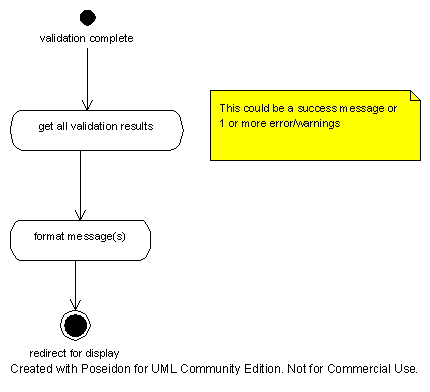 validation complete
get all validation results
This could be a success message or
1 or more error/warnings
format message(s)
redirect for display
Created with Poseidon for UML Community Edition. Not for Commercial Use.